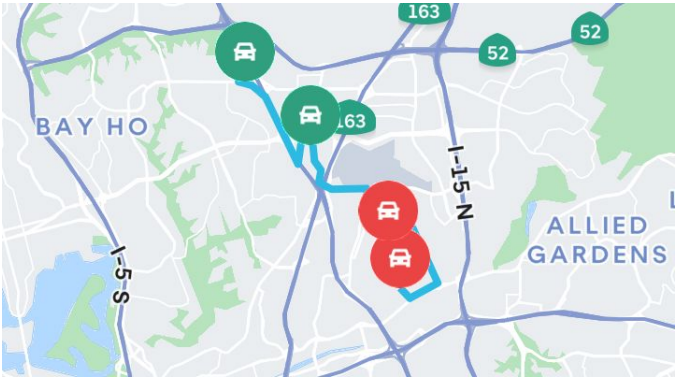 163
52
52
163
BAY HO
I-15 N
ALLIED
GARDENS
I-5 S
L